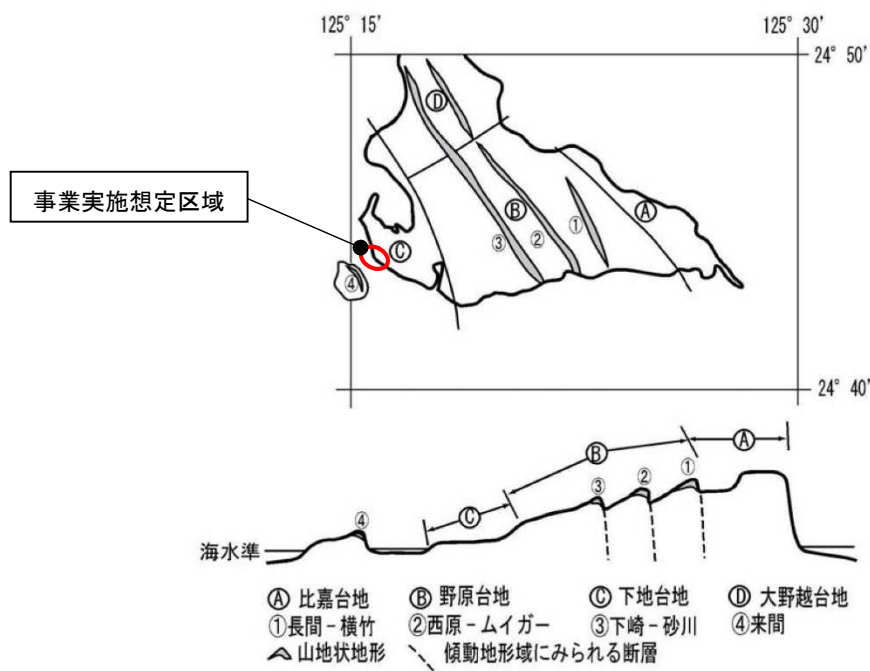 125° 15′ 125° 30′
24° 50′
Ⓓ
事業実施想定区域
Ⓑ Ⓐ
Ⓒ ③ ② ①
④
24° 40′
Ⓑ Ⓐ
Ⓒ ③ ② ①
④
海水準
Ⓐ 比嘉台地 Ⓑ 野原台地 Ⓒ 下地台地 Ⓓ 大野越台地
①長間－横竹 ②西原－ムイガー ③下崎－砂川 ④来間
山地状地形 傾動地形域にみられる断層